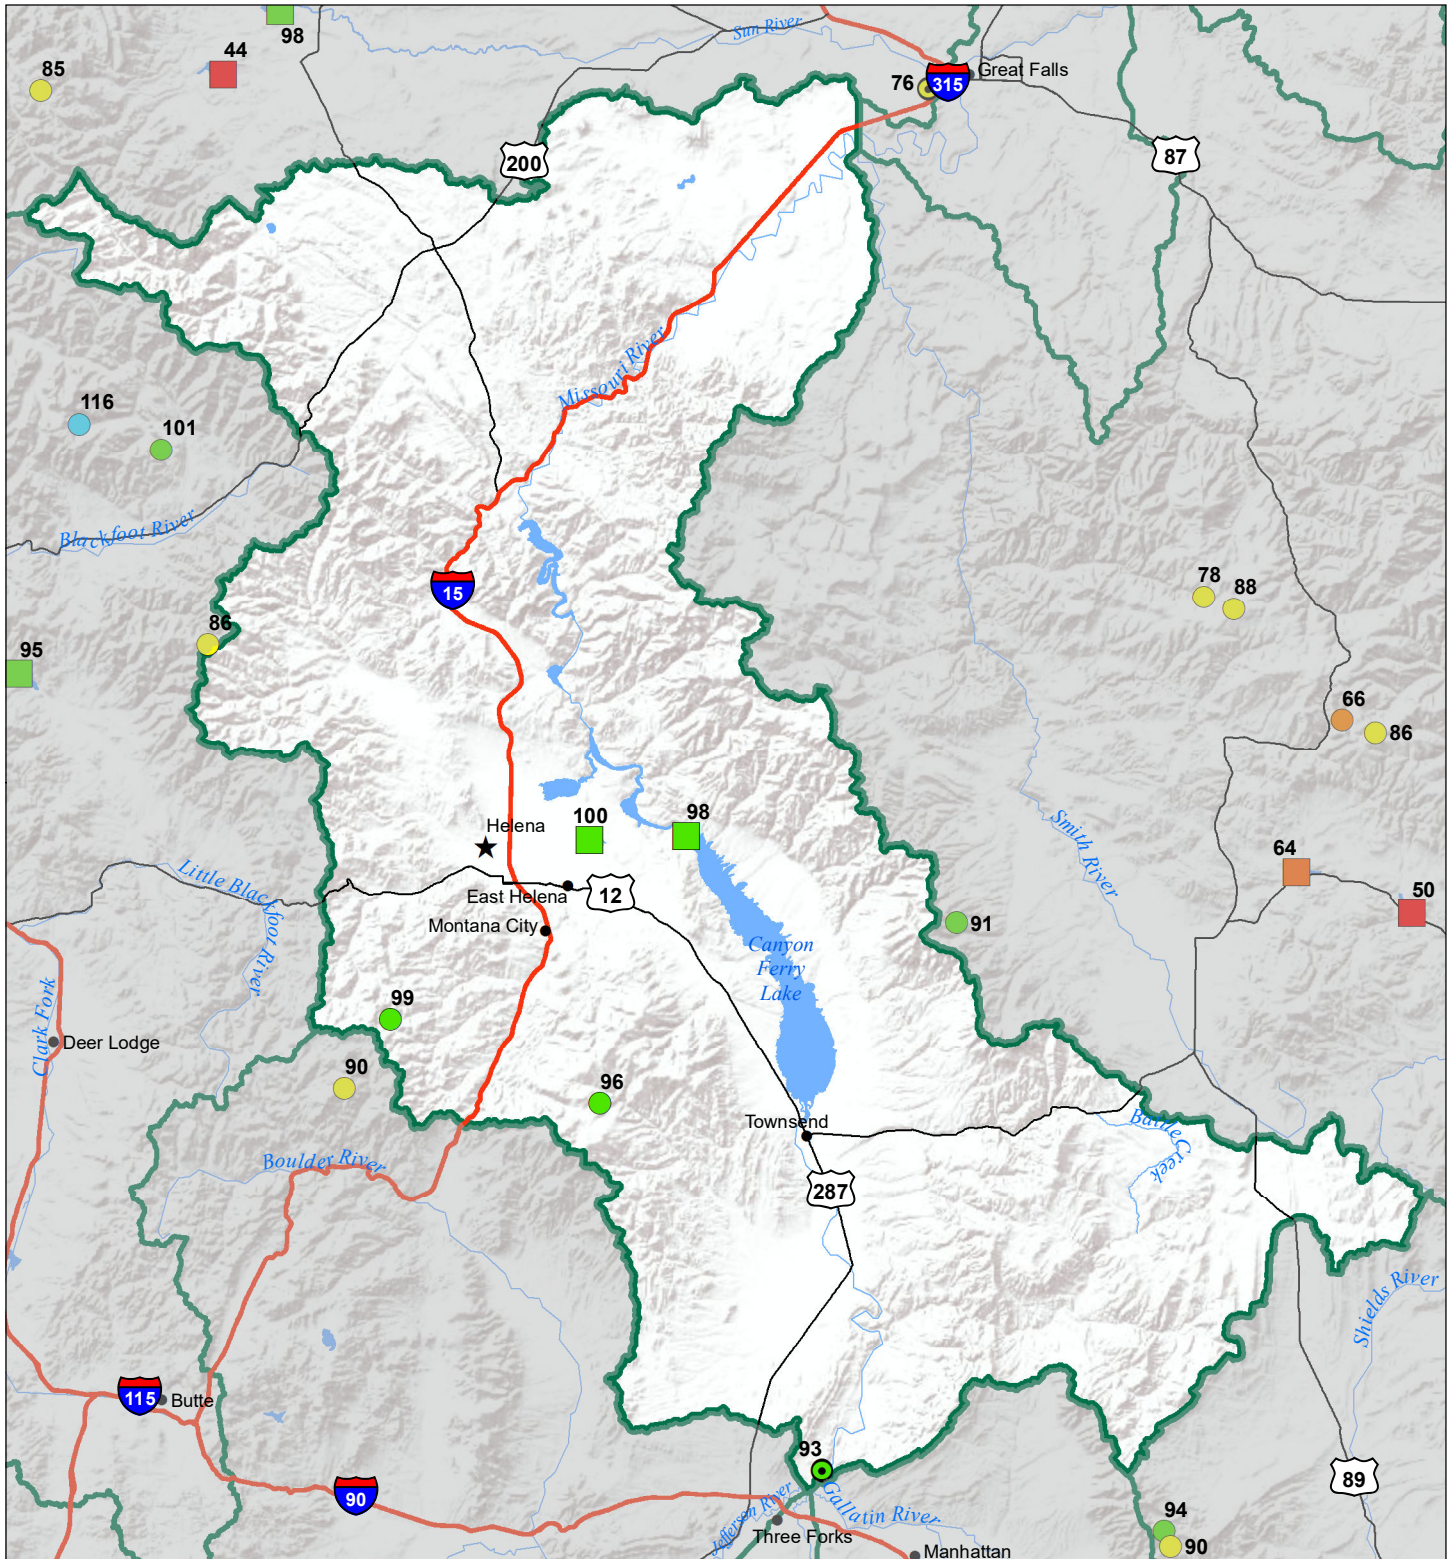 98
44
85
Sun River
76
315
Great Falls
200
87
Missouri River
116
101
Blackfoot River
15
78
88
86
95
66
86
100
98
Helena
Smith River
64
Little Blackfoot River
East Helena
12
50
Montana City
91
Canyon
Ferry
Lake
99
Clark Fork
Deer Lodge
90
96
Townsend
Battle Creek
Boulder River
287
Shields River
115
Butte
93
90
89
Jefferson River
Gallatin River
94
Three Forks
90
Manhattan